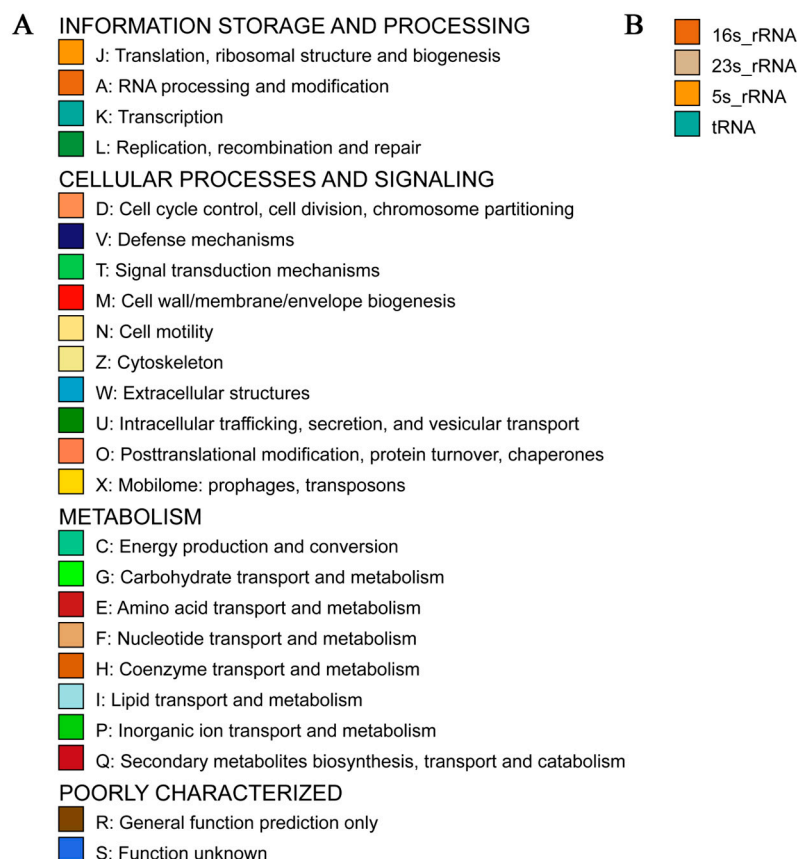 A
INFORMATION STORAGE AND PROCESSING
J: Translation, ribosomal structure and biogenesis
A: RNA processing and modification
K: Transcription
L: Replication, recombination and repair
CELLULAR PROCESSES AND SIGNALING
D: Cell cycle control, cell division, chromosome partitioning
V: Defense mechanisms
T: Signal transduction mechanisms
M: Cell wall/membrane/envelope biogenesis
N: Cell motility
Z: Cytoskeleton
W: Extracellular structures
U: Intracellular trafficking, secretion, and vesicular transport
O: Posttranslational modification, protein turnover, chaperones
X: Mobilome: prophages, transposons
METABOLISM
C: Energy production and conversion
G: Carbohydrate transport and metabolism
E: Amino acid transport and metabolism
F: Nucleotide transport and metabolism
H: Coenzyme transport and metabolism
I: Lipid transport and metabolism
P: Inorganic ion transport and metabolism
Q: Secondary metabolites biosynthesis, transport and catabolism
POORLY CHARACTERIZED
R: General function prediction only
S: Function unknown
B
16s_rRNA
23s_rRNA
5s_rRNA
tRNA